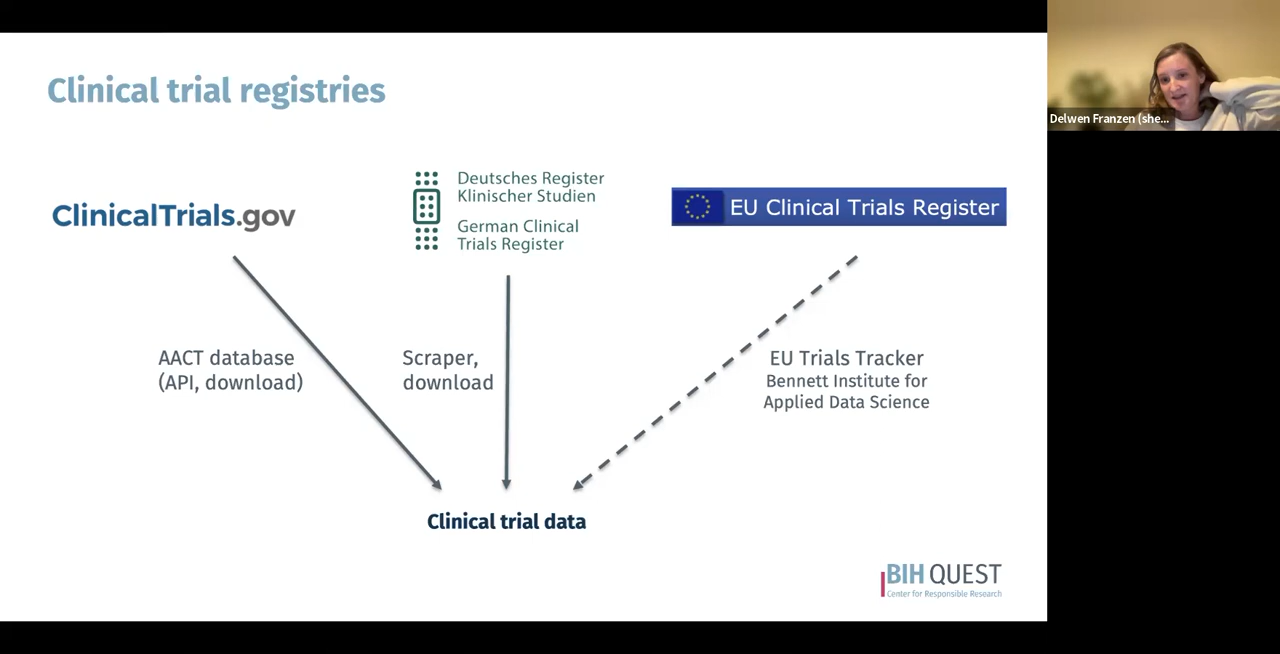 Clinical trial registries
ClinicalTrials.gov
Deutsches Register
Klinischer Studien
German Clinical
Trials Register
EU Clinical Trials Register
AACT database
(API, download)
Scraper,
download
EU Trials Tracker
Bennett Institute for
Applied Data Science
Clinical trial data
BIH QUEST
Center for Responsible Research
Delwen Franzen (she...